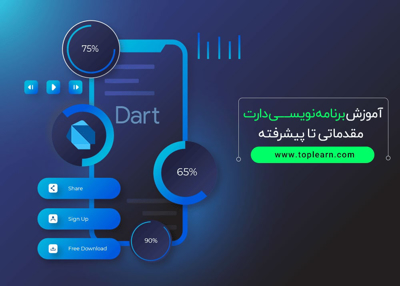 75%
Dart
65%
Share
Sign Up
Free Download
90%
آموزش برنامه‌نویسی دارت
مقدماتی تا پیشرفته
www.toplearn.com